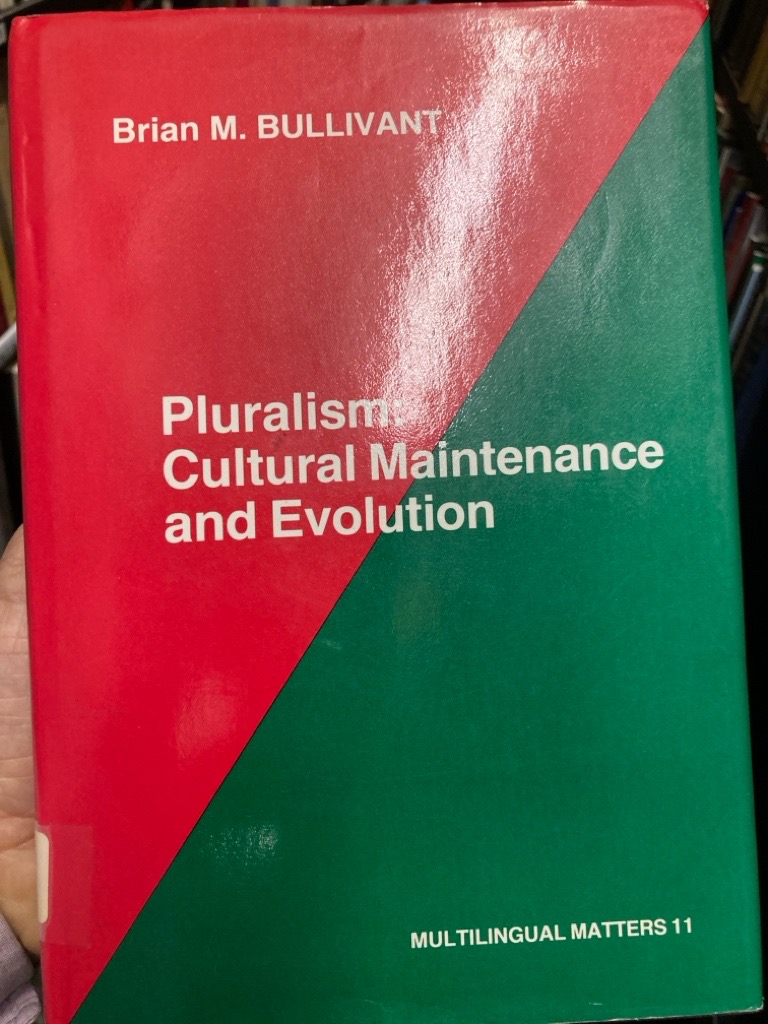 Brian M. BULLIVANT
Pluralism:
Cultural Maintenance
and Evolution
MULTILINGUAL MATTERS 11